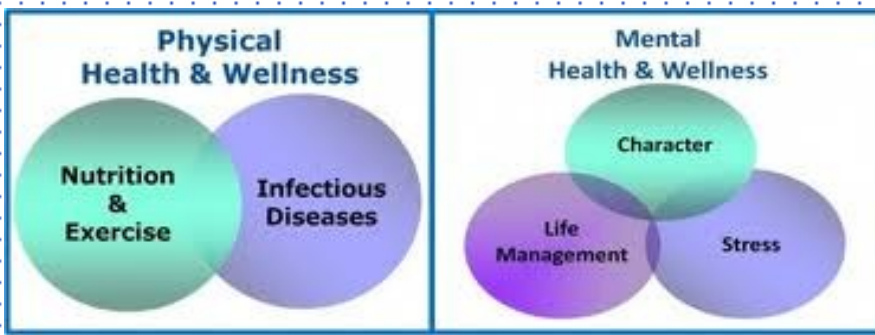 Physical
Health & Wellness
Nutrition
&
Exercise
Infectious
Diseases
Mental
Health & Wellness
Character
Life
Management
Stress